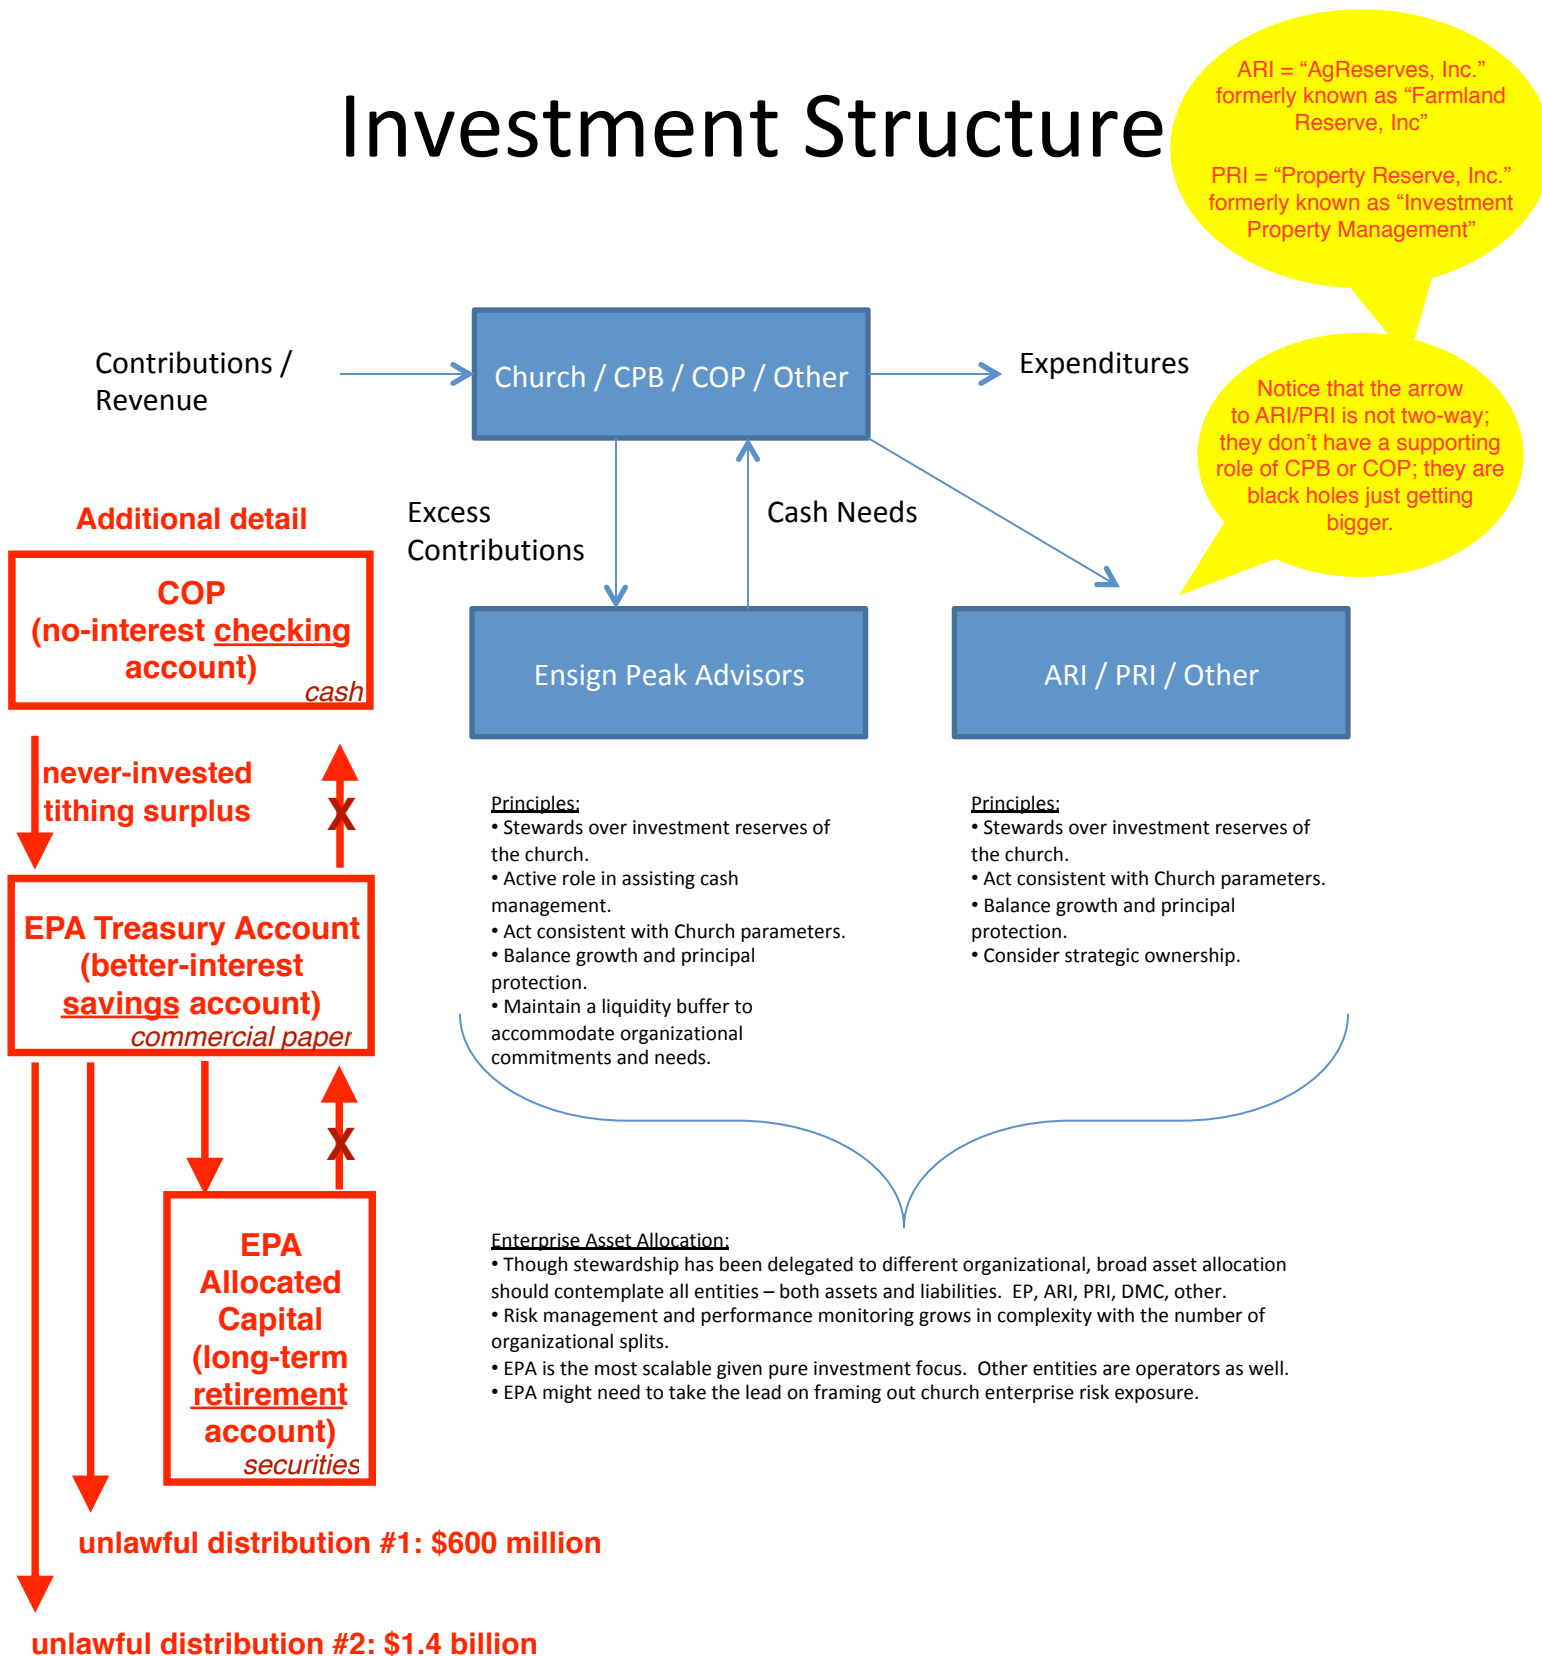 Investment Structure
ARI = “AgReserves, Inc.”
formerly known as “Farmland
Reserve, Inc”
PRI = “Property Reserve, Inc.”
formerly known as “Investment
Property Management”
Contributions /
Revenue
Church / CPB / COP / Other
Expenditures
Notice that the arrow
to ARI/PRI is not two-way;
they don’t have a supporting
role of CPB or COP; they are
black holes just getting
bigger.
Excess
Contributions
Cash Needs
Ensign Peak Advisors
ARI / PRI / Other
Additional detail
COP
(no-interest checking
account)
cash
never-invested
tithing surplus
X
EPA Treasury Account
(better-interest
savings account)
commercial paper
X
EPA
Allocated
Capital
(long-term
retirement
account)
securities
unlawful distribution #1: $600 million
unlawful distribution #2: $1.4 billion
Principles:
• Stewards over investment reserves of
the church.
• Active role in assisting cash
management.
• Act consistent with Church parameters.
• Balance growth and principal
protection.
• Maintain a liquidity buffer to
accommodate organizational
commitments and needs.
Principles:
• Stewards over investment reserves of
the church.
• Act consistent with Church parameters.
• Balance growth and principal
protection.
• Consider strategic ownership.
Enterprise Asset Allocation:
• Though stewardship has been delegated to different organizational, broad asset allocation
should contemplate all entities – both assets and liabilities.  EP, ARI, PRI, DMC, other.
• Risk management and performance monitoring grows in complexity with the number of
organizational splits.
• EPA is the most scalable given pure investment focus.  Other entities are operators as well.
• EPA might need to take the lead on framing out church enterprise risk exposure.